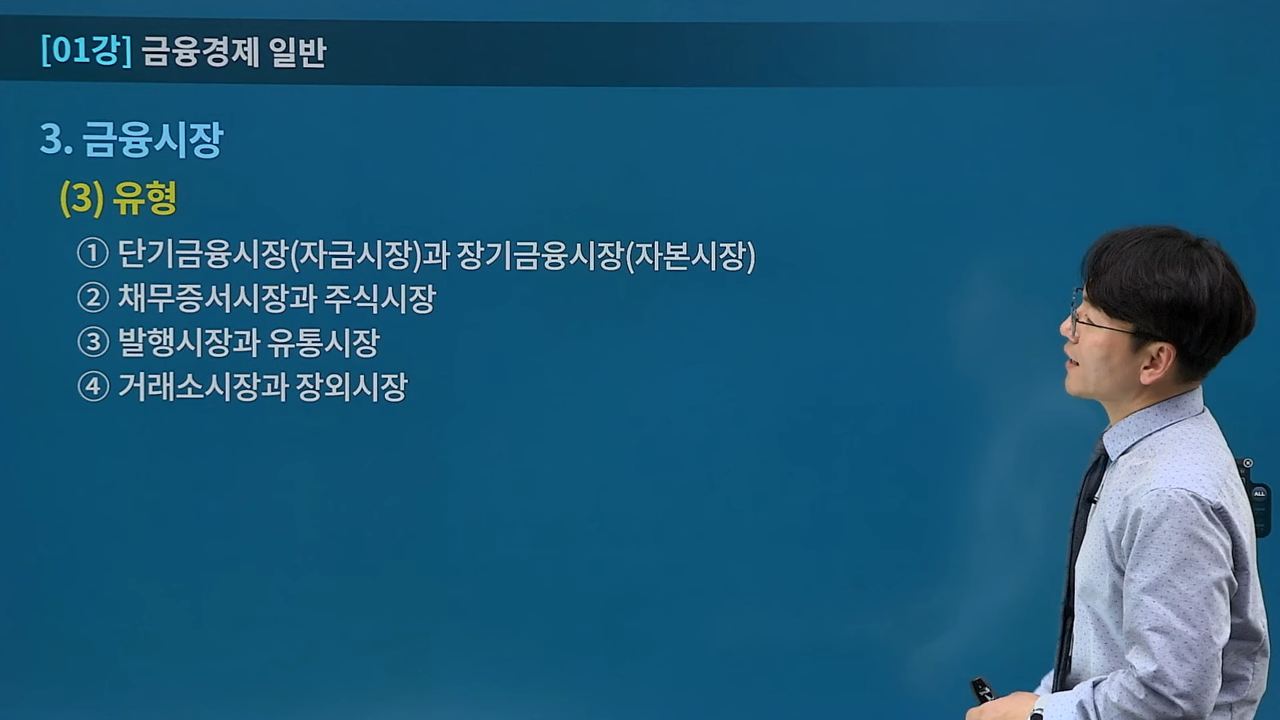 [01강] 금융경제 일반
3. 금융시장
(3) 유형
① 단기금융시장(자금시장)과 장기금융시장(자본시장)
② 채무증서시장과 주식시장
③ 발행시장과 유통시장
④ 거래소시장과 장외시장
ALL